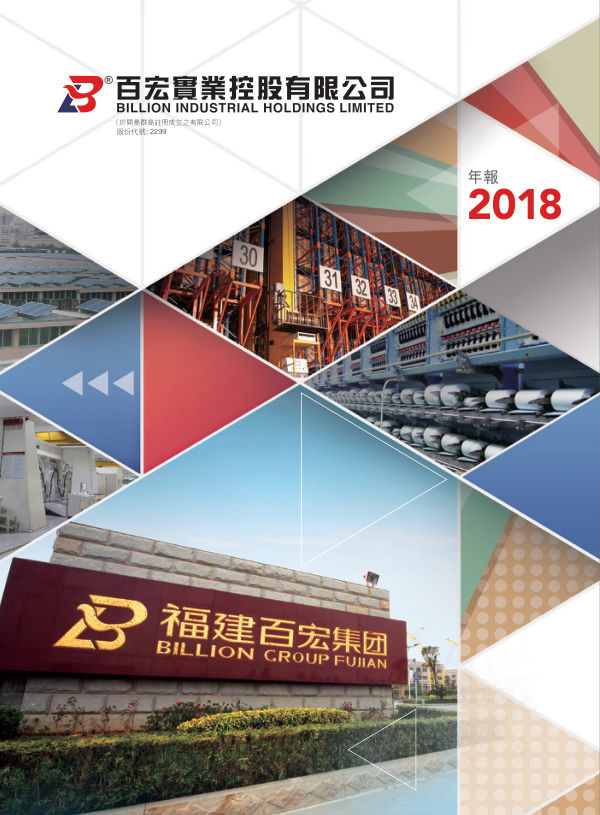 ®
百宏實業控股有限公司
BILLION INDUSTRIAL HOLDINGS LIMITED
（於開曼群島註冊成立之有限公司）
股份代號: 2299
年報
2018
30
31
32
33
34
福建百宏集团
BILLION GROUP FUJIAN